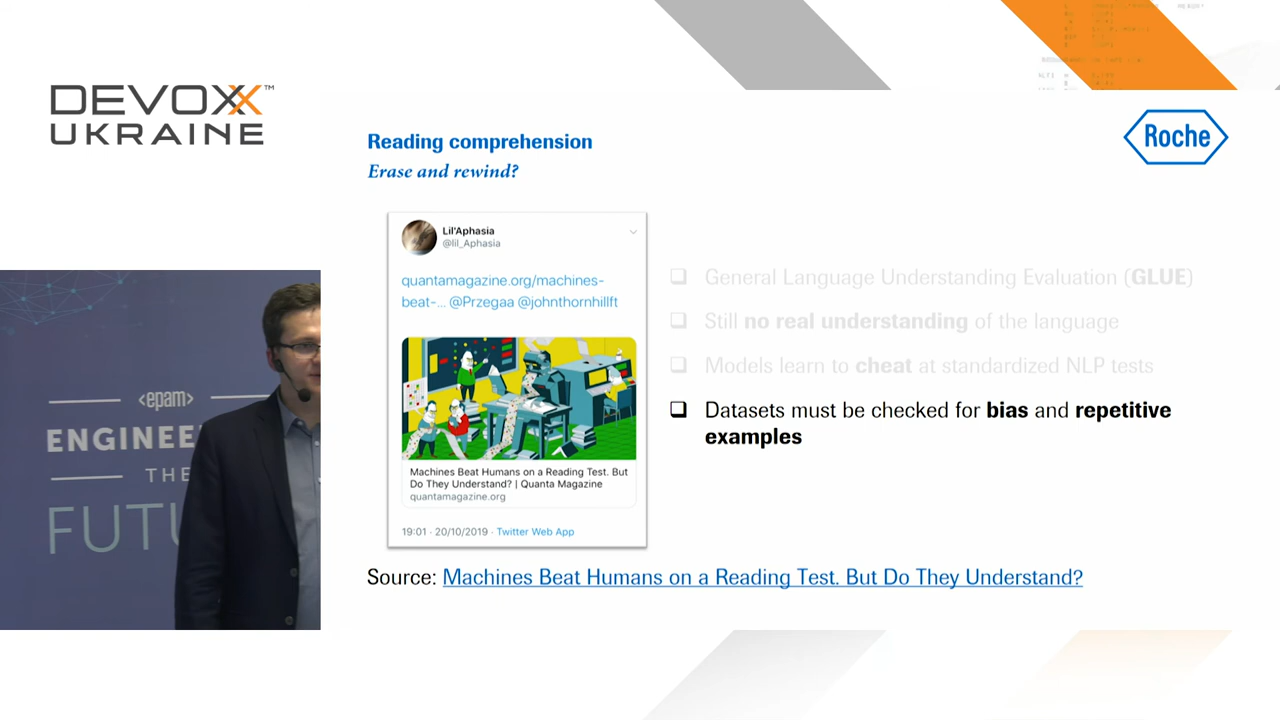 DEVOXX™
UKRAINE
Roche
Reading comprehension
Erase and rewind?
Lil'Aphasia
@lil_Aphasia
quantamagazine.org/machines-
beat-... @Przegaa @johnthornhillft
Machines Beat Humans on a Reading Test. But
Do They Understand? | Quanta Magazine
quantamagazine.org
19:01 · 20/10/2019 · Twitter Web App
General Language Understanding Evaluation (GLUE)
Still no real understanding of the language
Models learn to cheat at standardized NLP tests
Datasets must be checked for bias and repetitive
examples
Source: Machines Beat Humans on a Reading Test. But Do They Understand?
<epam>
ENGINEE
THE
FUTU